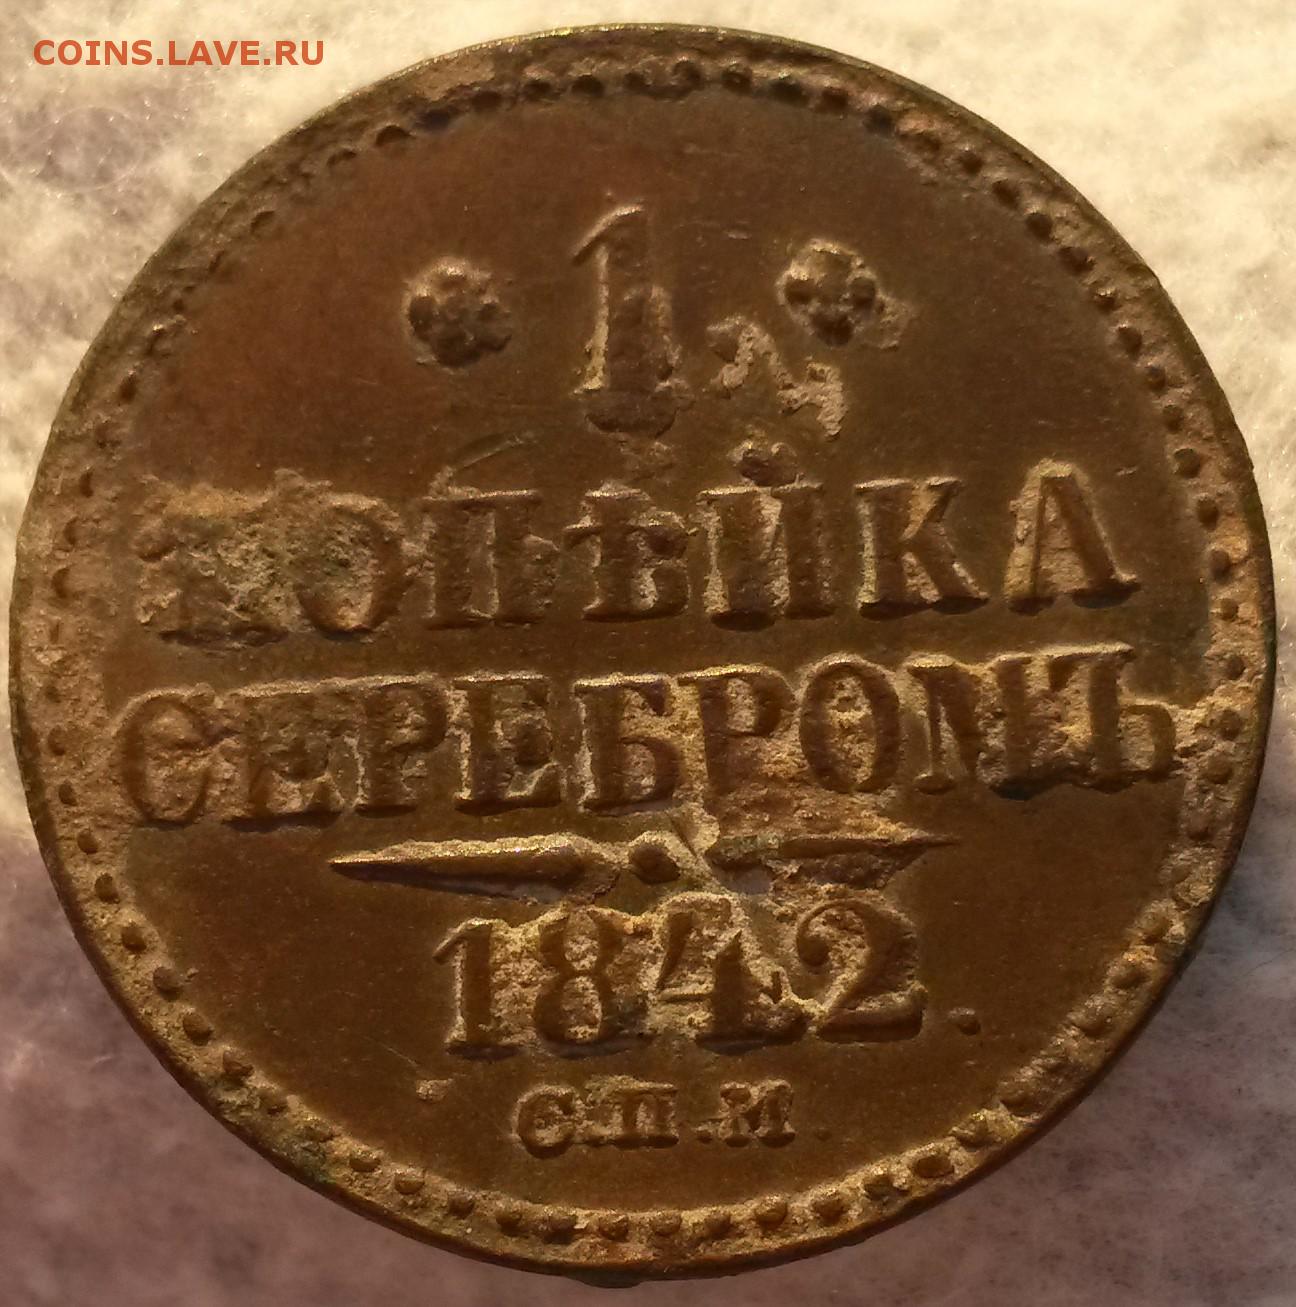 COINS.LAVE.RU
1
КОПѢЙКА
СЕРЕБРОМЪ
1842.
С.П.М.